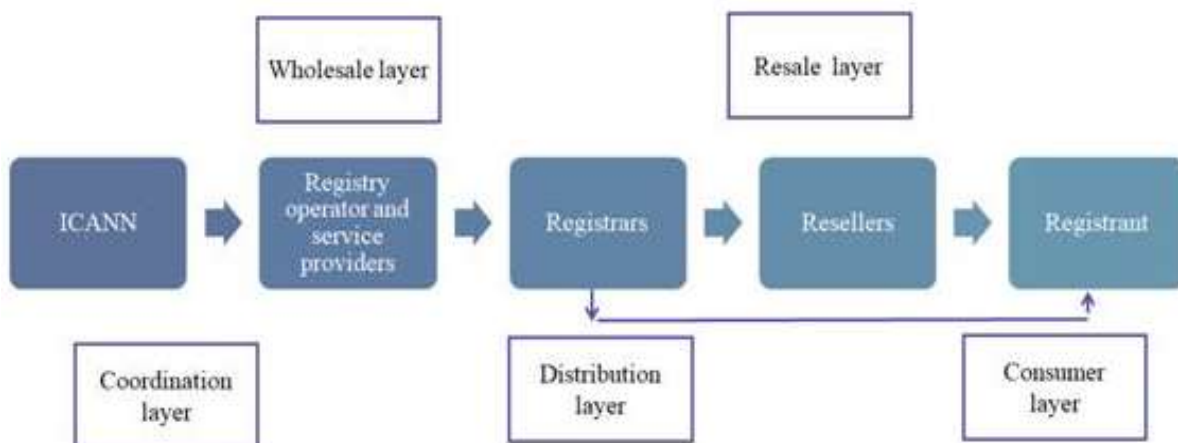 Wholesale layer
Resale layer
ICANN
Registry
operator and
service
providers
Registrars
Resellers
Registrant
Coordination
layer
Distribution
layer
Consumer
layer